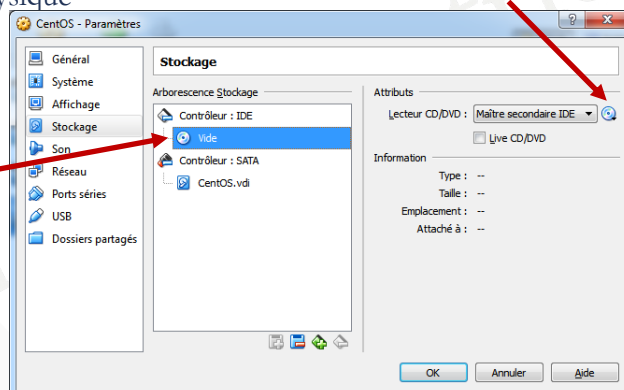 ysique
CentOS - Paramètres
Général
Système
Affichage
Stockage
Son
Réseau
Ports séries
USB
Dossiers partagés
Stockage
Arborescence Stockage
Contrôleur : IDE
Vide
Contrôleur : SATA
CentOS.vdi
Attributs
Lecteur CD/DVD : Maître secondaire IDE
Live CD/DVD
Information
Type : --
Taille : --
Emplacement : --
Attaché à : --
OK Annuler Aide